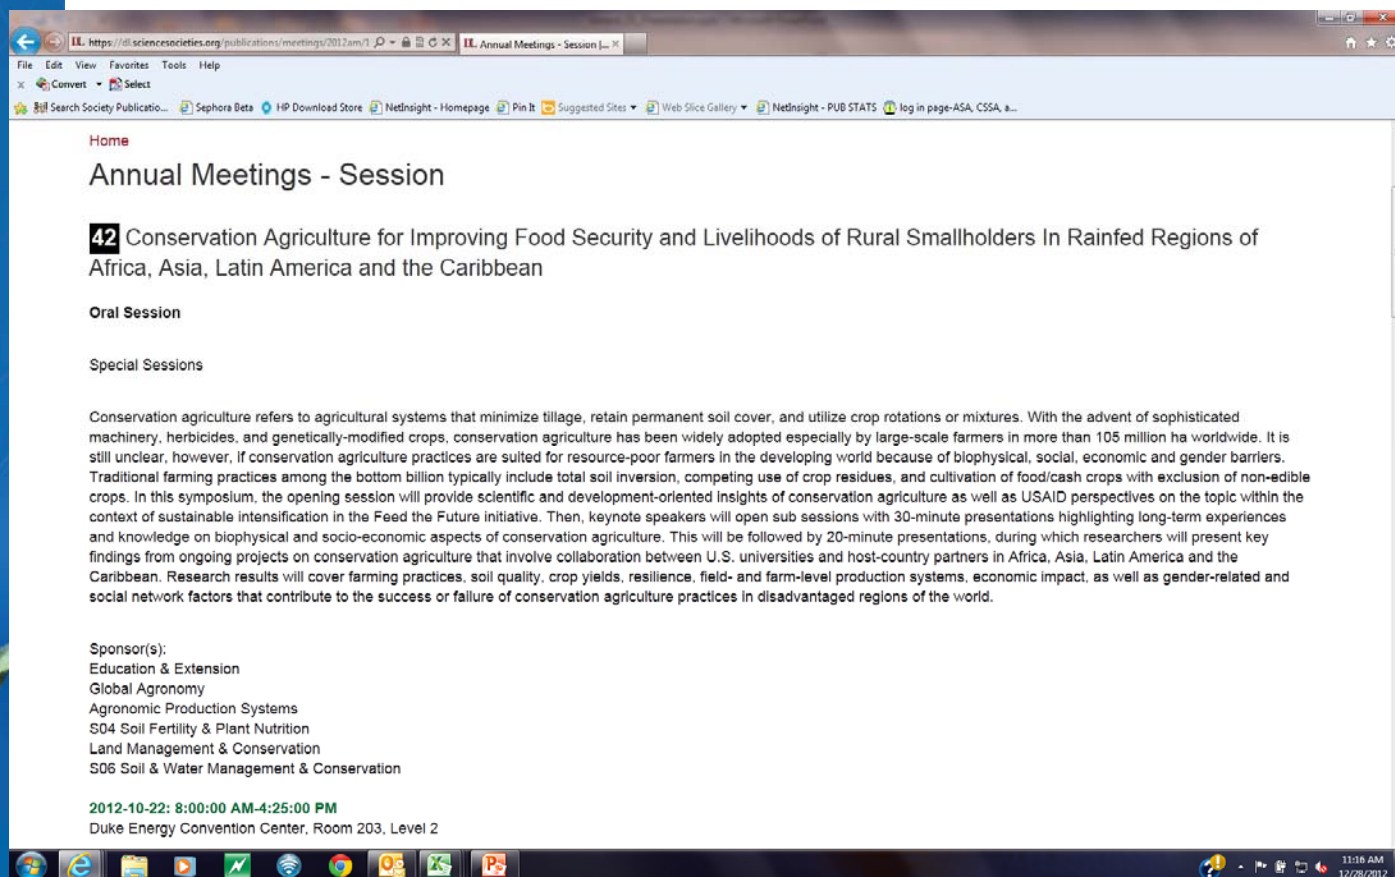 https://dl.sciencesocieties.org/publications/meetings/2012am/1
Annual Meetings - Session |...
File Edit View Favorites Tools Help
x Convert Select
Search Society Publicatio... Sephora Beta HP Download Store NetInsight - Homepage Pin It Suggested Sites Web Slice Gallery NetInsight - PUB STATS log in page-ASA, CSSA, a...
Home
Annual Meetings - Session
42 Conservation Agriculture for Improving Food Security and Livelihoods of Rural Smallholders In Rainfed Regions of
Africa, Asia, Latin America and the Caribbean
Oral Session
Special Sessions
Conservation agriculture refers to agricultural systems that minimize tillage, retain permanent soil cover, and utilize crop rotations or mixtures. With the advent of sophisticated
machinery, herbicides, and genetically-modified crops, conservation agriculture has been widely adopted especially by large-scale farmers in more than 105 million ha worldwide. It is
still unclear, however, if conservation agriculture practices are suited for resource-poor farmers in the developing world because of biophysical, social, economic and gender barriers.
Traditional farming practices among the bottom billion typically include total soil inversion, competing use of crop residues, and cultivation of food/cash crops with exclusion of non-edible
crops. In this symposium, the opening session will provide scientific and development-oriented insights of conservation agriculture as well as USAID perspectives on the topic within the
context of sustainable intensification in the Feed the Future initiative. Then, keynote speakers will open sub sessions with 30-minute presentations highlighting long-term experiences
and knowledge on biophysical and socio-economic aspects of conservation agriculture. This will be followed by 20-minute presentations, during which researchers will present key
findings from ongoing projects on conservation agriculture that involve collaboration between U.S. universities and host-country partners in Africa, Asia, Latin America and the
Caribbean. Research results will cover farming practices, soil quality, crop yields, resilience, field- and farm-level production systems, economic impact, as well as gender-related and
social network factors that contribute to the success or failure of conservation agriculture practices in disadvantaged regions of the world.
Sponsor(s):
Education & Extension
Global Agronomy
Agronomic Production Systems
S04 Soil Fertility & Plant Nutrition
Land Management & Conservation
S06 Soil & Water Management & Conservation
2012-10-22: 8:00:00 AM-4:25:00 PM
Duke Energy Convention Center, Room 203, Level 2
11:16 AM
12/28/2012